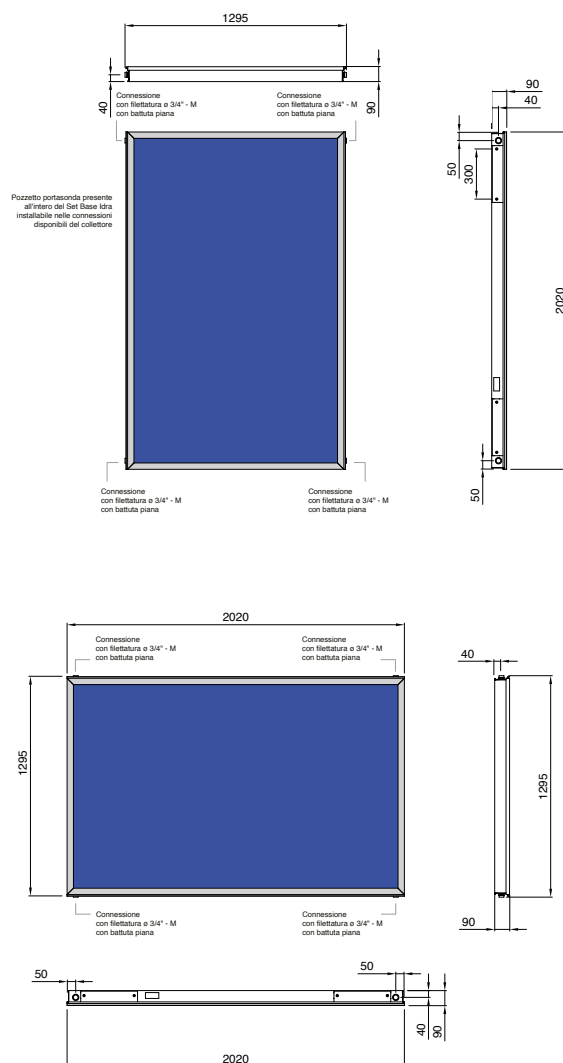 1295
40
90
Connessione
con filettatura ø 3/4" - M
con battuta piana
Connessione
con filettatura ø 3/4" - M
con battuta piana
90
40
50
300
2020
50
Pozzetto portasonda presente
all'intero del Set Base Idra
installabile nelle connessioni
disponibili del collettore
Connessione
con filettatura ø 3/4" - M
con battuta piana
Connessione
con filettatura ø 3/4" - M
con battuta piana
2020
Connessione
con filettatura ø 3/4" - M
con battuta piana
Connessione
con filettatura ø 3/4" - M
con battuta piana
40
1295
1295
90
Connessione
con filettatura ø 3/4" - M
con battuta piana
Connessione
con filettatura ø 3/4" - M
con battuta piana
50
50
40
90
2020